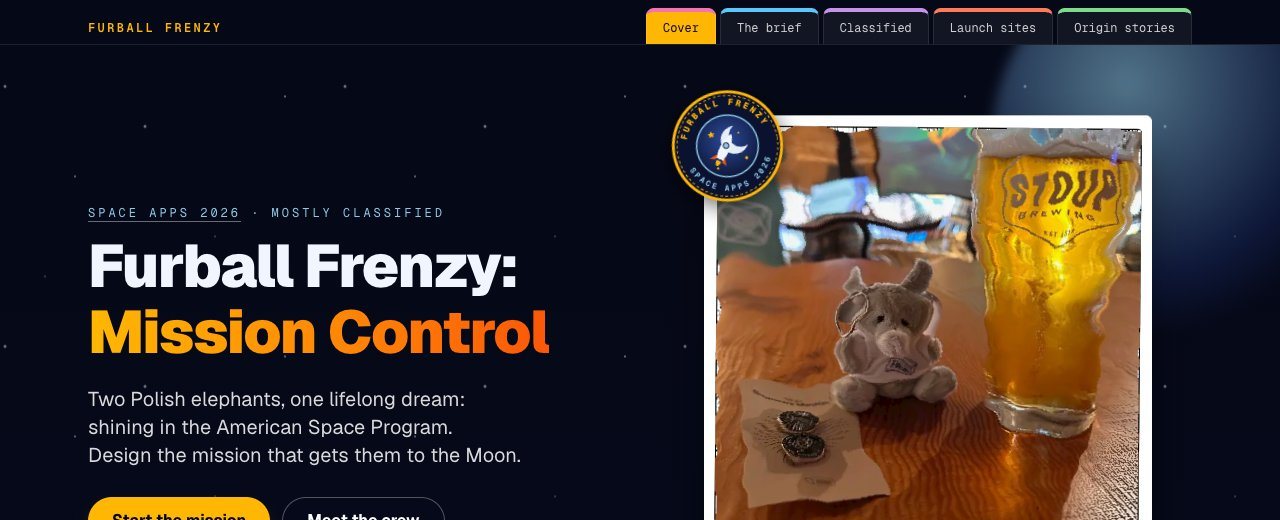 FURBALL FRENZY
Cover
The brief
Classified
Launch sites
Origin stories
FURBALL FRENZY
SPACE APPS 2026
STOUP
BREWING
SPACE APPS 2026 · MOSTLY CLASSIFIED
Furball Frenzy:
Mission Control
Two Polish elephants, one lifelong dream:
shining in the American Space Program.
Design the mission that gets them to the Moon.
Start the mission
Meet the crew